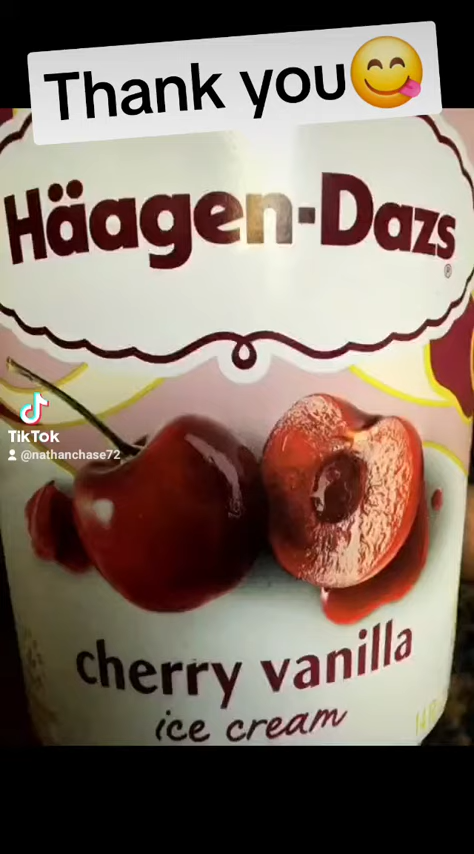 Thank you😋
Häagen-Dazs
®
TikTok
@nathanchase72
cherry vanilla
ice cream